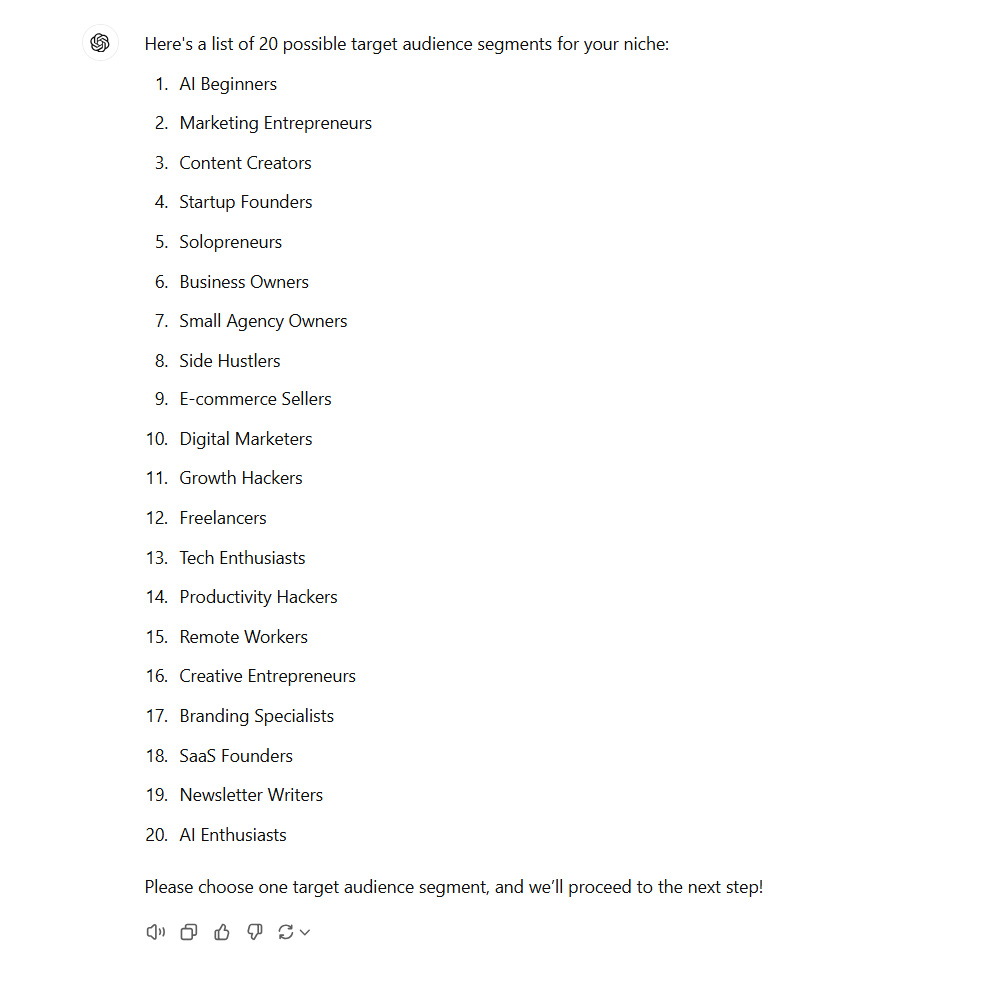 Here's a list of 20 possible target audience segments for your niche:
1. AI Beginners
2. Marketing Entrepreneurs
3. Content Creators
4. Startup Founders
5. Solopreneurs
6. Business Owners
7. Small Agency Owners
8. Side Hustlers
9. E-commerce Sellers
10. Digital Marketers
11. Growth Hackers
12. Freelancers
13. Tech Enthusiasts
14. Productivity Hackers
15. Remote Workers
16. Creative Entrepreneurs
17. Branding Specialists
18. SaaS Founders
19. Newsletter Writers
20. AI Enthusiasts
Please choose one target audience segment, and we’ll proceed to the next step!